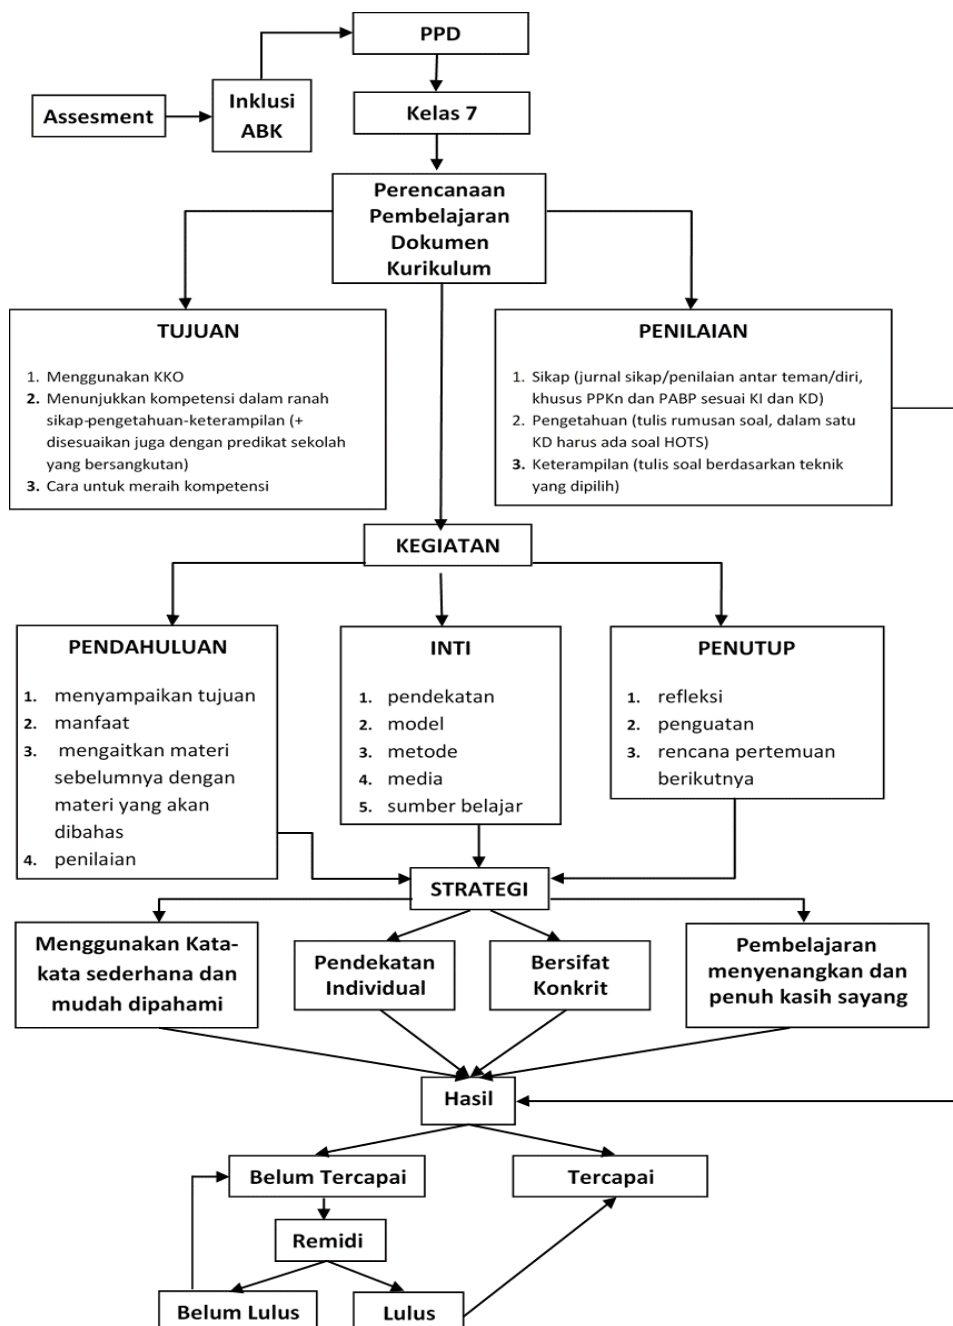 PPD
Assesment
Inklusi
ABK
Kelas 7
Perencanaan
Pembelajaran
Dokumen
Kurikulum
TUJUAN
1. Menggunakan KKO
2. Menunjukkan kompetensi dalam ranah
sikap-pengetahuan-keterampilan (+
disesuaikan juga dengan predikat sekolah
yang bersangkutan)
3. Cara untuk meraih kompetensi
PENILAIAN
1. Sikap (jurnal sikap/penilaian antar teman/diri,
khusus PPKn dan PABP sesuai KI dan KD)
2. Pengetahuan (tulis rumusan soal, dalam satu
KD harus ada soal HOTS)
3. Keterampilan (tulis soal berdasarkan teknik
yang dipilih)
KEGIATAN
PENDAHULUAN
1. menyampaikan tujuan
2. manfaat
3. mengaitkan materi
sebelumnya dengan
materi yang akan
dibahas
4. penilaian
INTI
1. pendekatan
2. model
3. metode
4. media
5. sumber belajar
PENUTUP
1. refleksi
2. penguatan
3. rencana pertemuan
berikutnya
STRATEGI
Menggunakan Kata-
kata sederhana dan
mudah dipahami
Pendekatan
Individual
Bersifat
Konkrit
Pembelajaran
menyenangkan dan
penuh kasih sayang
Hasil
Belum Tercapai
Tercapai
Remidi
Belum Lulus
Lulus